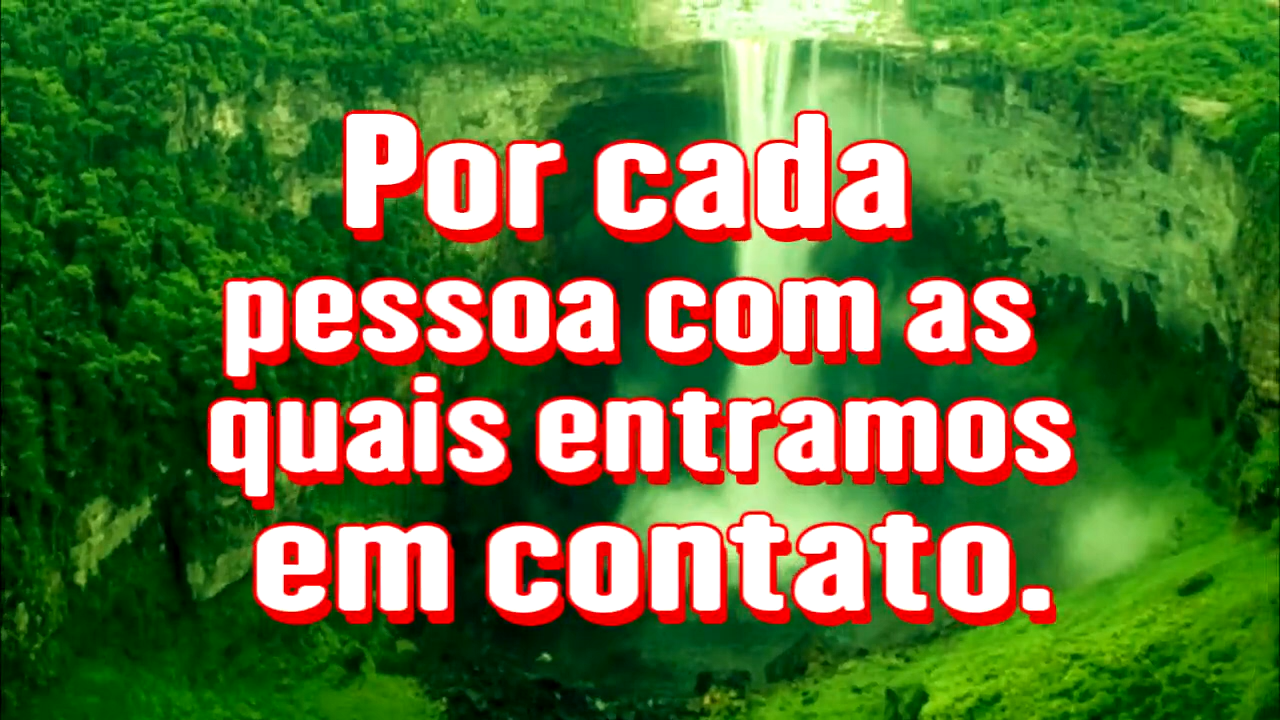 Por cada
pessoa com as
quais entramos
em contato.